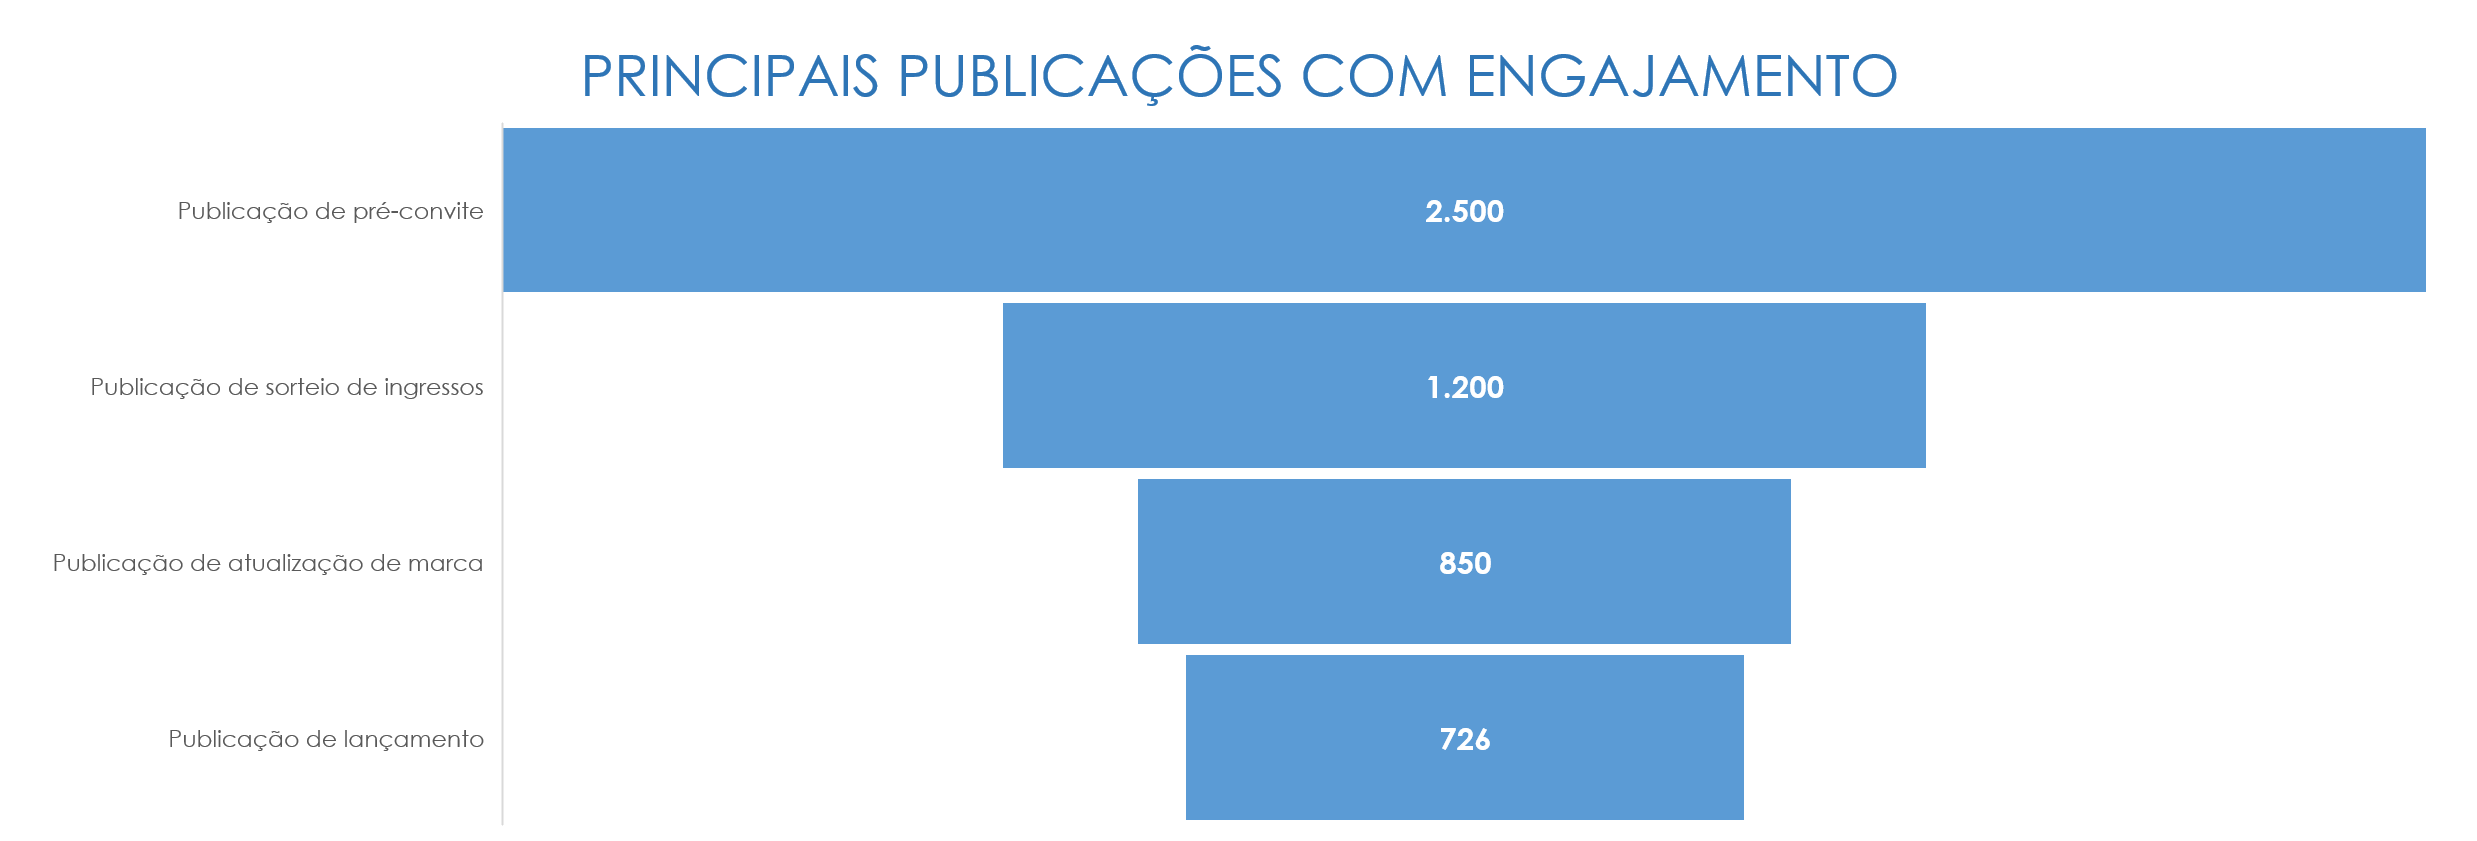 PRINCIPAIS PUBLICAÇÕES COM ENGAJAMENTO
Publicação de pré-convite
2.500
Publicação de sorteio de ingressos
1.200
Publicação de atualização de marca
850
Publicação de lançamento
726